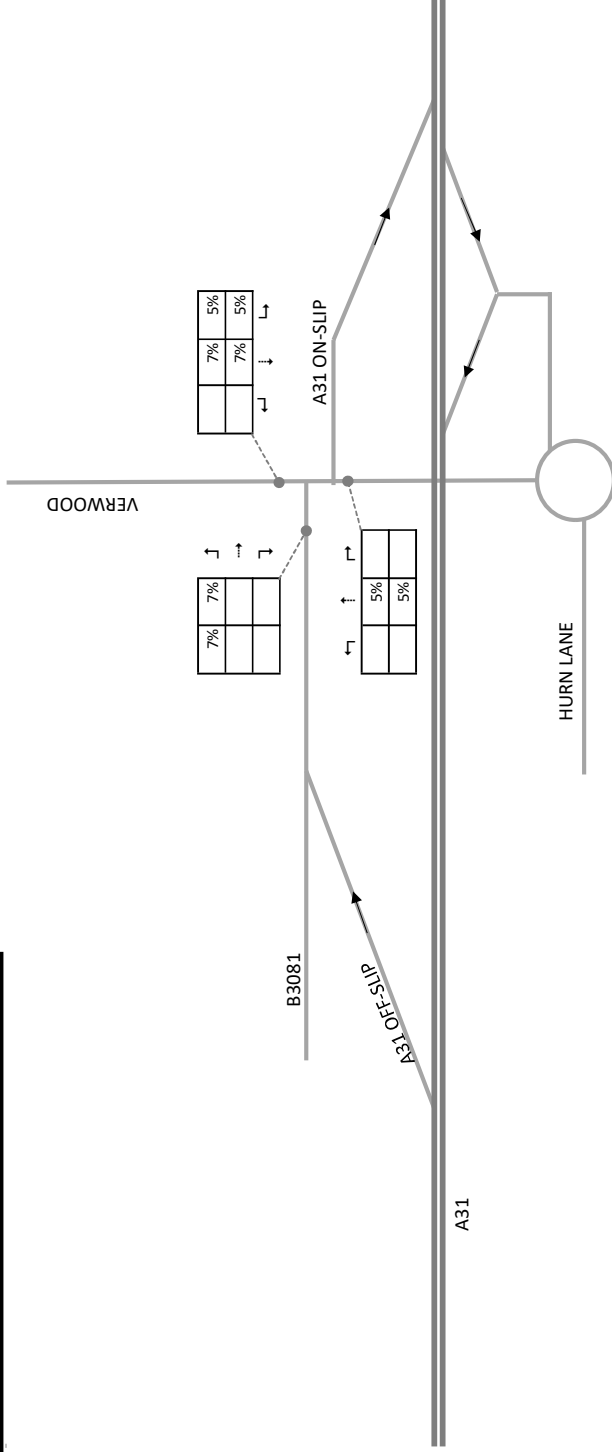 VERWOOD
7% 7%
7% 5%
7% 5%
B3081
A31 ON-SLIP
5%
5%
A31 OFF-SLIP
A31
HURN LANE